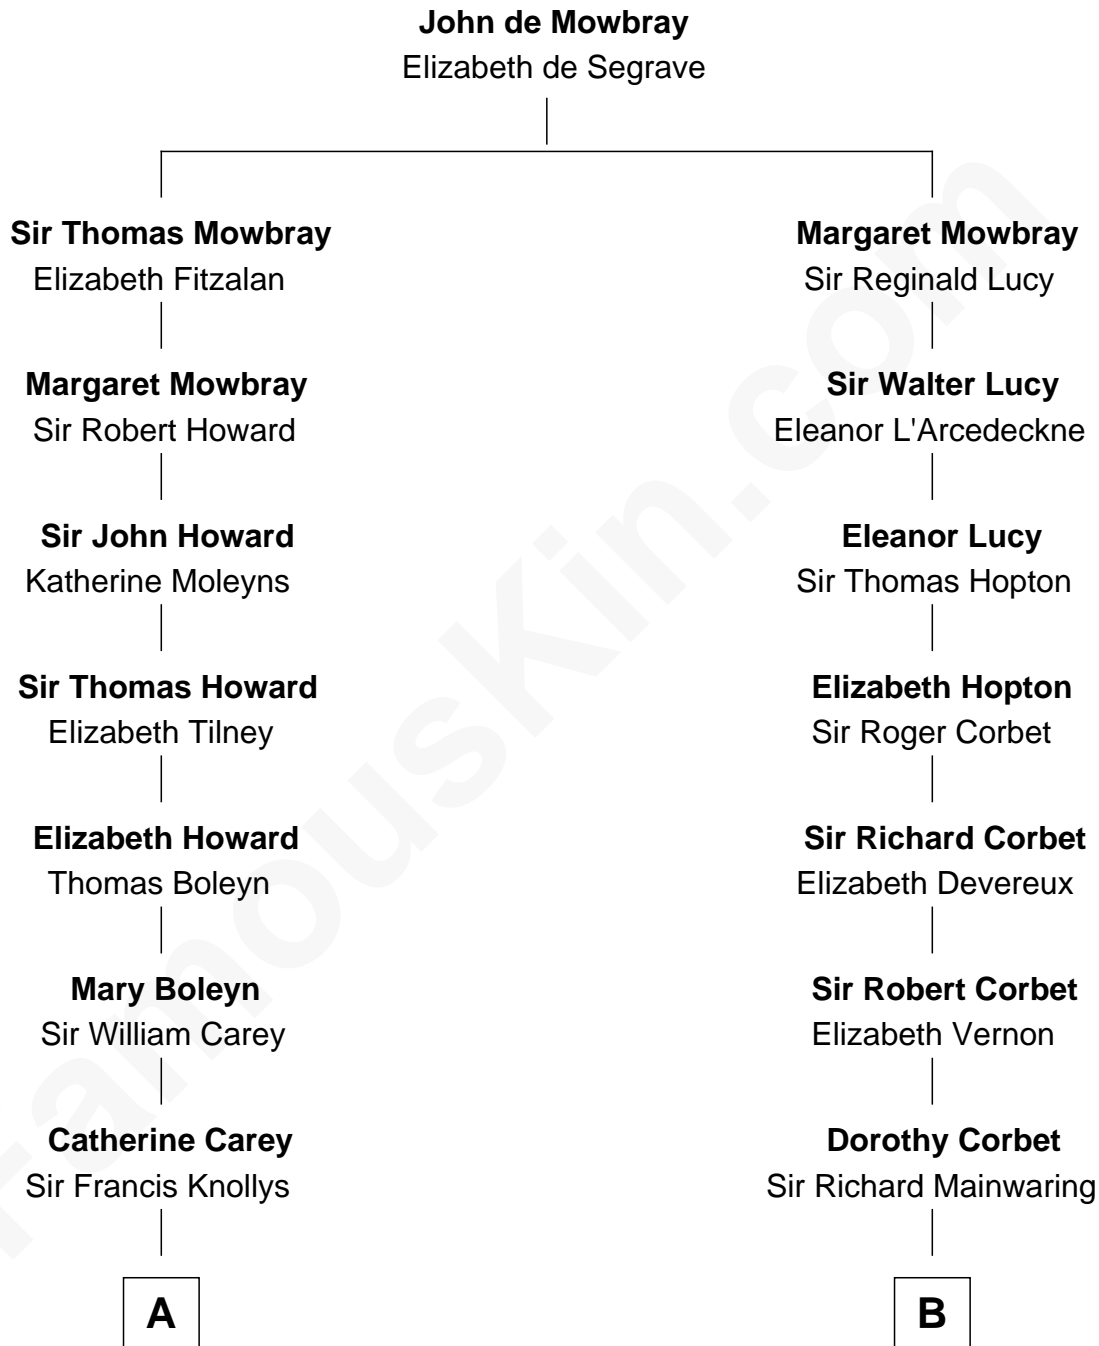 John de Mowbray
Elizabeth de Segrave
Sir Thomas Mowbray
Elizabeth Fitzalan
Margaret Mowbray
Sir Reginald Lucy
Margaret Mowbray
Sir Robert Howard
Sir Walter Lucy
Eleanor L'Arcedeckne
Sir John Howard
Katherine Moleyns
Eleanor Lucy
Sir Thomas Hopton
Sir Thomas Howard
Elizabeth Tilney
Elizabeth Hopton
Sir Roger Corbet
Elizabeth Howard
Thomas Boleyn
Sir Richard Corbet
Elizabeth Devereux
Mary Boleyn
Sir William Carey
Sir Robert Corbet
Elizabeth Vernon
Catherine Carey
Sir Francis Knollys
Dorothy Corbet
Sir Richard Mainwaring
A
B
FamousKin.com